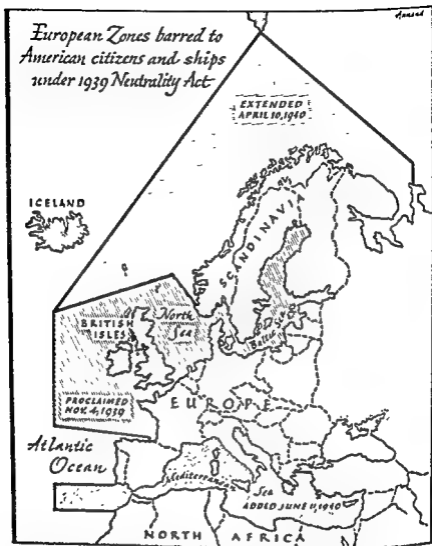 European Zones barred to
American citizens and ships
under 1939 Neutrality Act
EXTENDED
APRIL 10, 1940
ICELAND
SCANDINAVIA
North
Sea
BRITISH
ISLES
Baltic Sea
PROCLAIMED
NOV. 4, 1939
EUROPE
Atlantic
Ocean
Mediterranean
Sea
ADDED JUNE 11, 1940
NORTH AFRICA